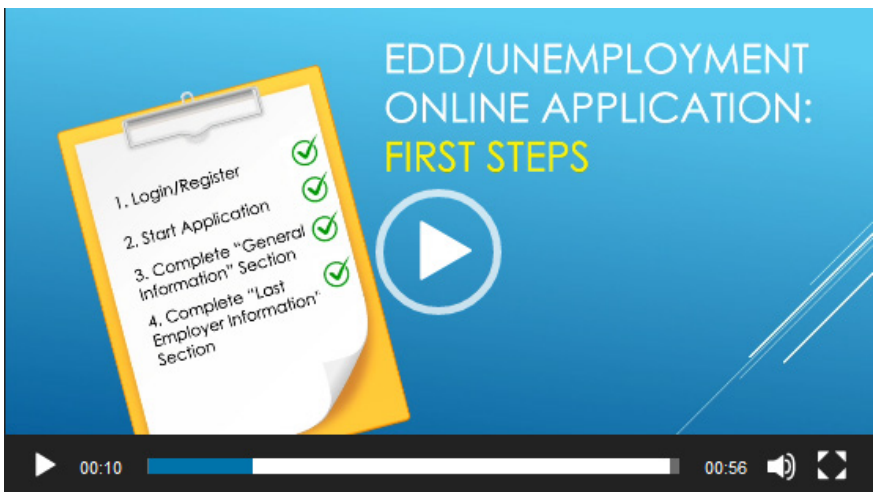 EDD/UNEMPLOYMENT
ONLINE APPLICATION:
FIRST STEPS
1. Login/Register
2. Start Application
3. Complete “General
Information” Section
4. Complete “Last
Employer Information”
Section
00:10
00:56